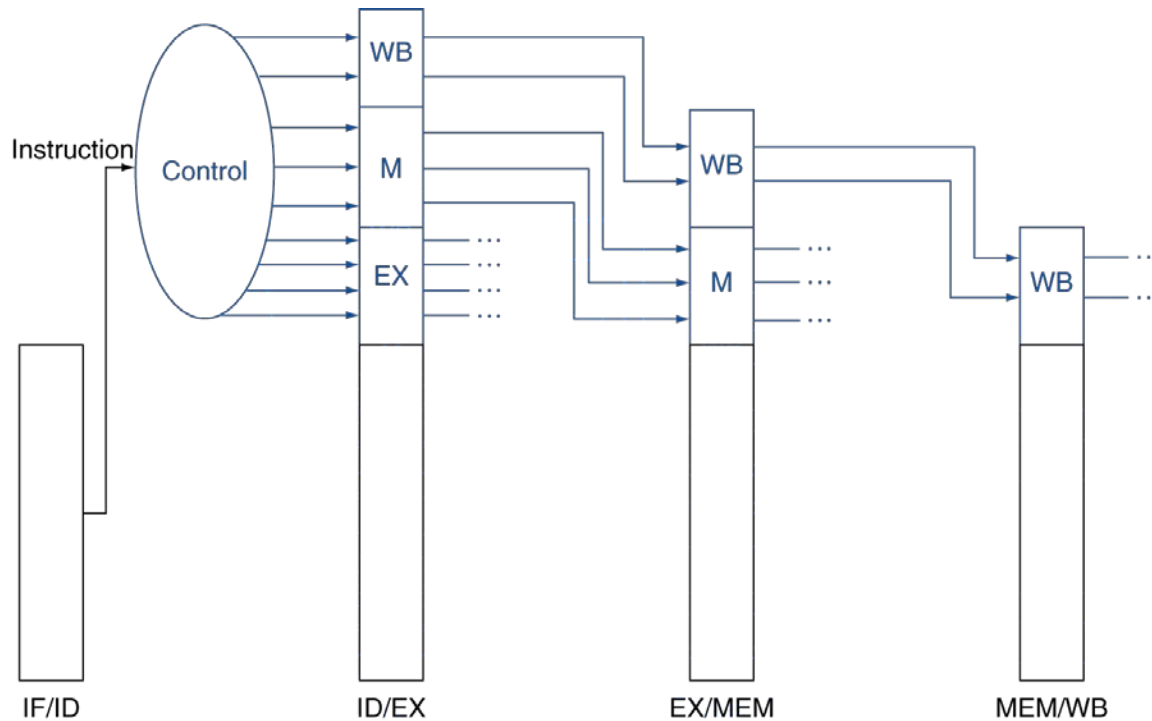 WB
Instruction
Control
M
WB
EX
...
...
...
...
...
...
...
M
WB
..
..
IF/ID
ID/EX
EX/MEM
MEM/WB